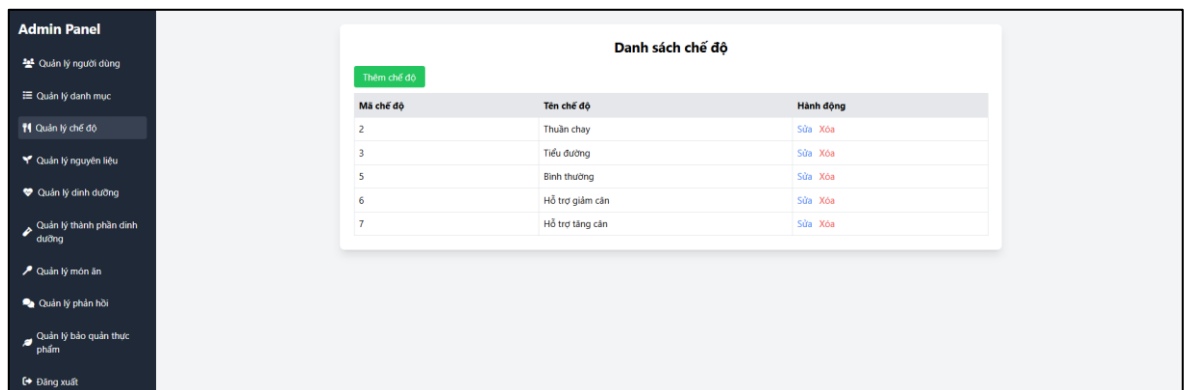 Admin Panel
Quản lý người dùng
Quản lý danh mục
Quản lý chế độ
Quản lý nguyên liệu
Quản lý dinh dưỡng
Quản lý thành phần dinh
dưỡng
Quản lý món ăn
Quản lý phản hồi
Quản lý bảo quản thực
phẩm
Đăng xuất
Danh sách chế độ
Thêm chế độ
Mã chế độ Tên chế độ Hành động
2 Thuần chay Sửa Xóa
3 Tiểu đường Sửa Xóa
5 Bình thường Sửa Xóa
6 Hỗ trợ giảm cân Sửa Xóa
7 Hỗ trợ tăng cân Sửa Xóa